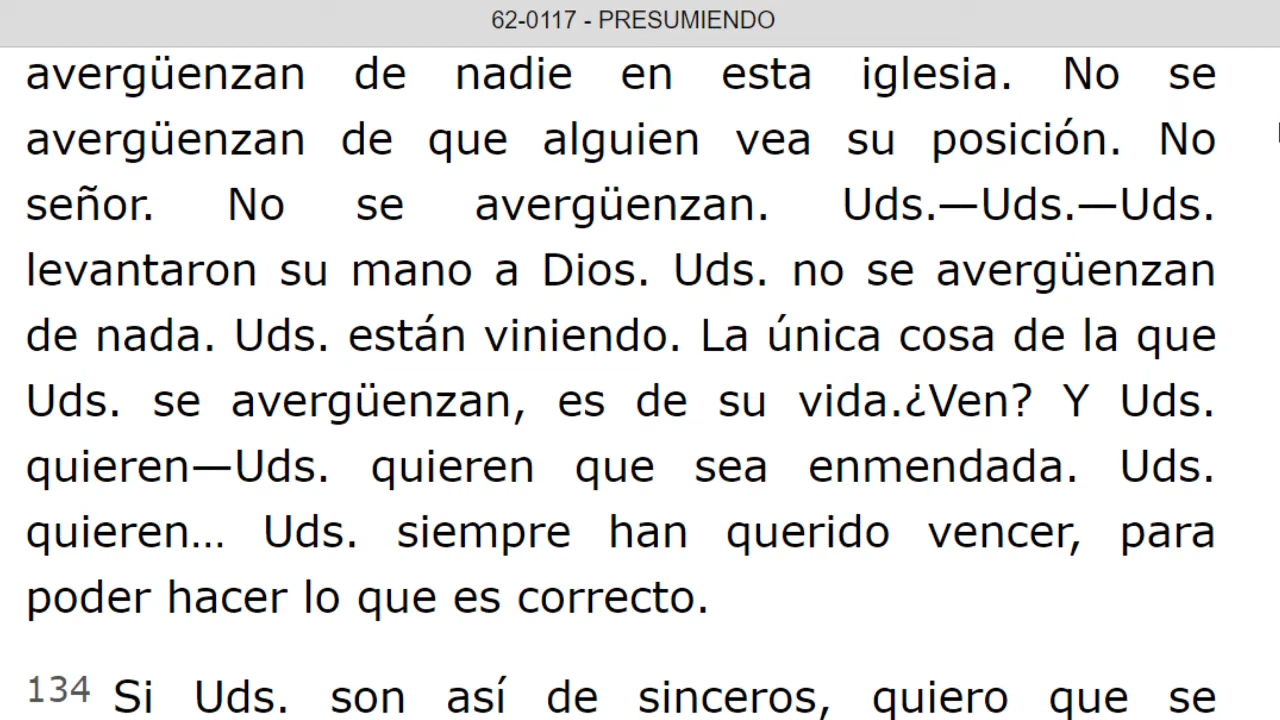 62-0117 - PRESUMIENDO
avergüenzan de nadie en esta iglesia. No se
avergüenzan de que alguien vea su posición. No
señor. No se avergüenzan. Uds.—Uds.—Uds.
levantaron su mano a Dios. Uds. no se avergüenzan
de nada. Uds. están viniendo. La única cosa de la que
Uds. se avergüenzan, es de su vida.¿Ven? Y Uds.
quieren—Uds. quieren que sea enmendada. Uds.
quieren… Uds. siempre han querido vencer, para
poder hacer lo que es correcto.
134 Si Uds. son así de sinceros, quiero que se